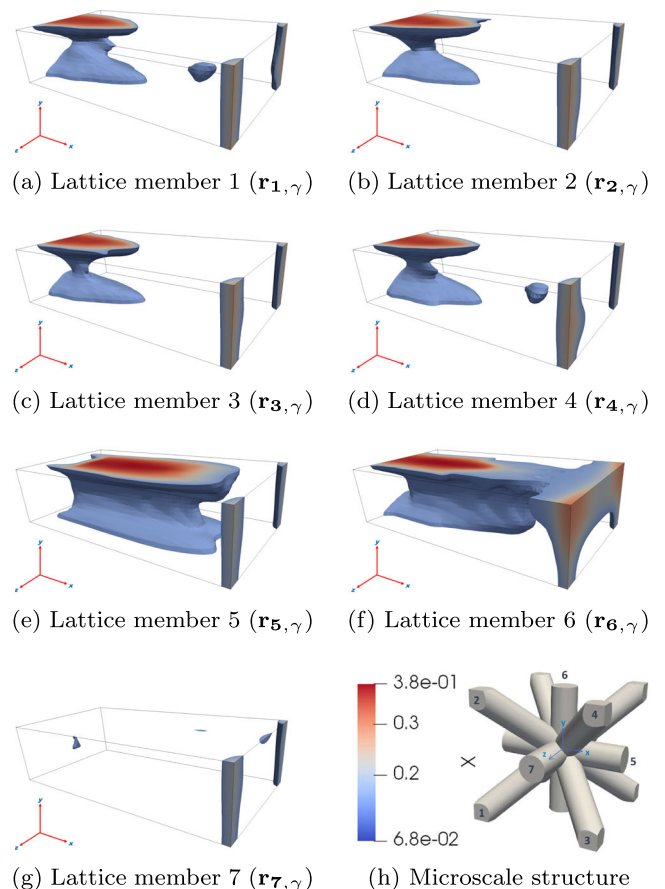 y
z
x
y
z
x
(a) Lattice member 1 (r₁,γ)
(b) Lattice member 2 (r₂,γ)
y
z
x
y
z
x
(c) Lattice member 3 (r₃,γ)
(d) Lattice member 4 (r₄,γ)
y
z
x
y
z
x
(e) Lattice member 5 (r₅,γ)
(f) Lattice member 6 (r₆,γ)
y
z
x
3.8e-01
0.3
0.2
6.8e-02
X
6
2
4
y
z
x
7
5
1
3
(g) Lattice member 7 (r₇,γ)
(h) Microscale structure